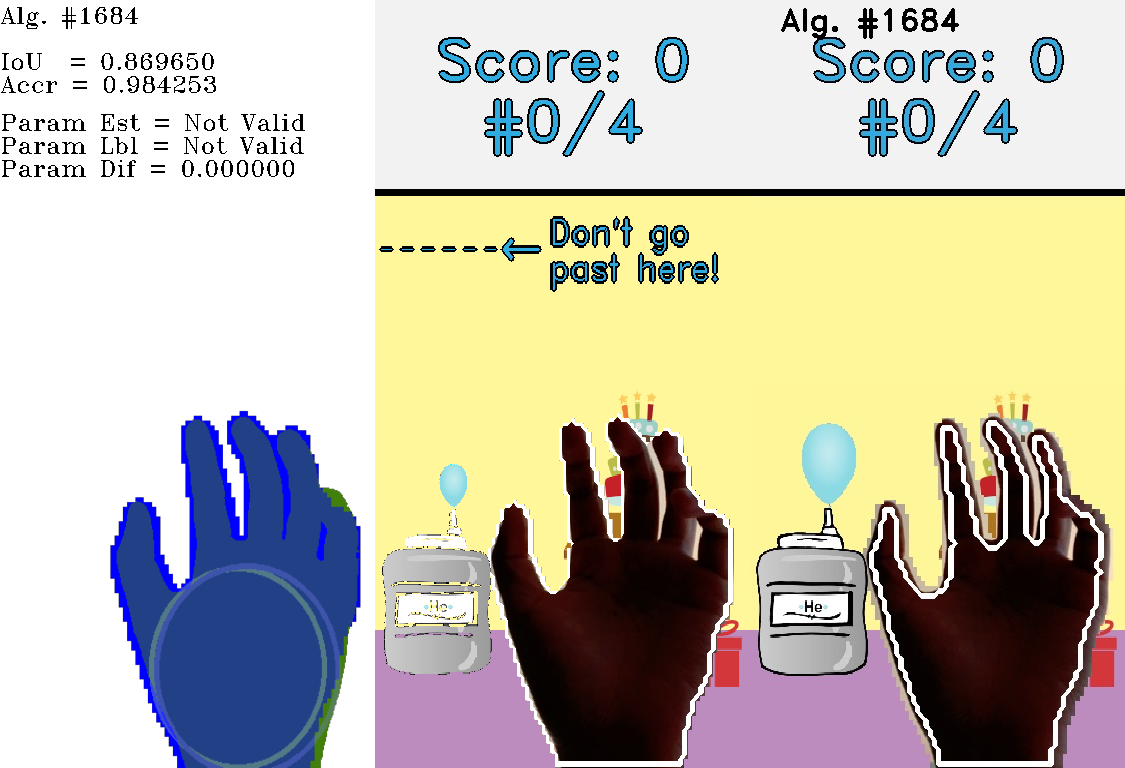 Alg. #1684
IoU = 0.869650
Accr = 0.984253
Param Est = Not Valid
Param Lbl = Not Valid
Param Dif = 0.000000
Score: 0
#0/4
Don't go
past here!
He
Alg. #1684
Score: 0
#0/4
He